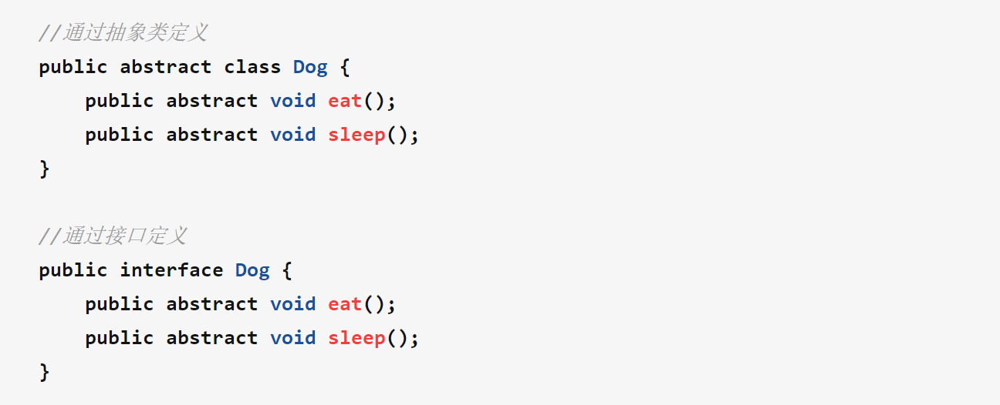 //通过抽象类定义
public abstract class Dog {
    public abstract void eat();
    public abstract void sleep();
}
//通过接口定义
public interface Dog {
    public abstract void eat();
    public abstract void sleep();
}